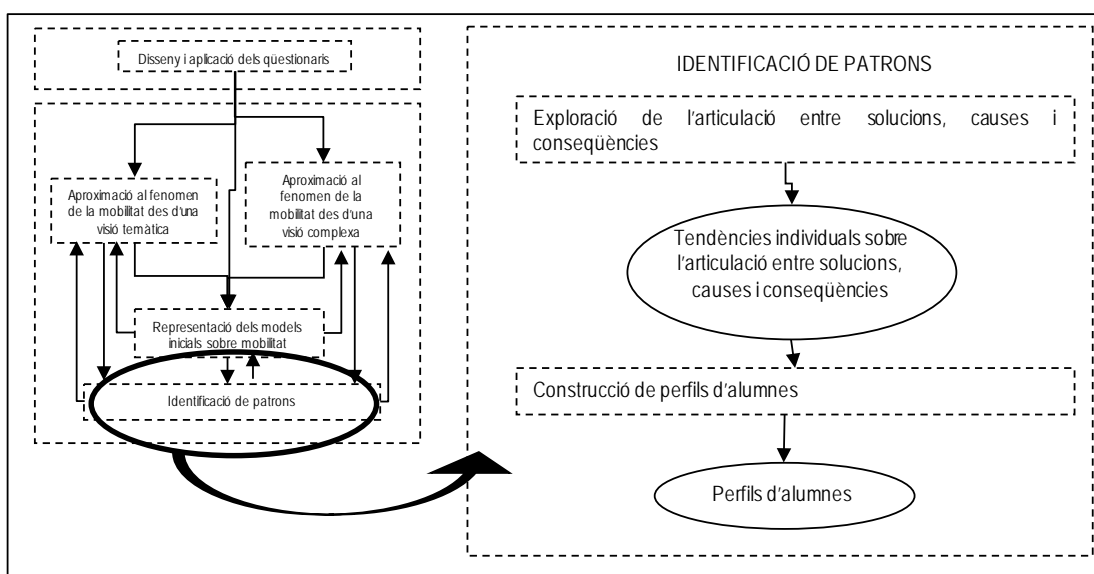 Disseny i aplicació dels qüestionaris
Aproximació al fenomen
de la mobilitat des d'una
visió temàtica
Aproximació al
fenomen de la
mobilitat des d'una
visió complexa
Representació dels models
inicials sobre mobilitat
Identificació de patrons
IDENTIFICACIÓ DE PATRONS
Exploració de l'articulació entre solucions, causes i
conseqüències
Tendències individuals sobre
l'articulació entre solucions,
causes i conseqüències
Construcció de perfils d'alumnes
Perfils d'alumnes